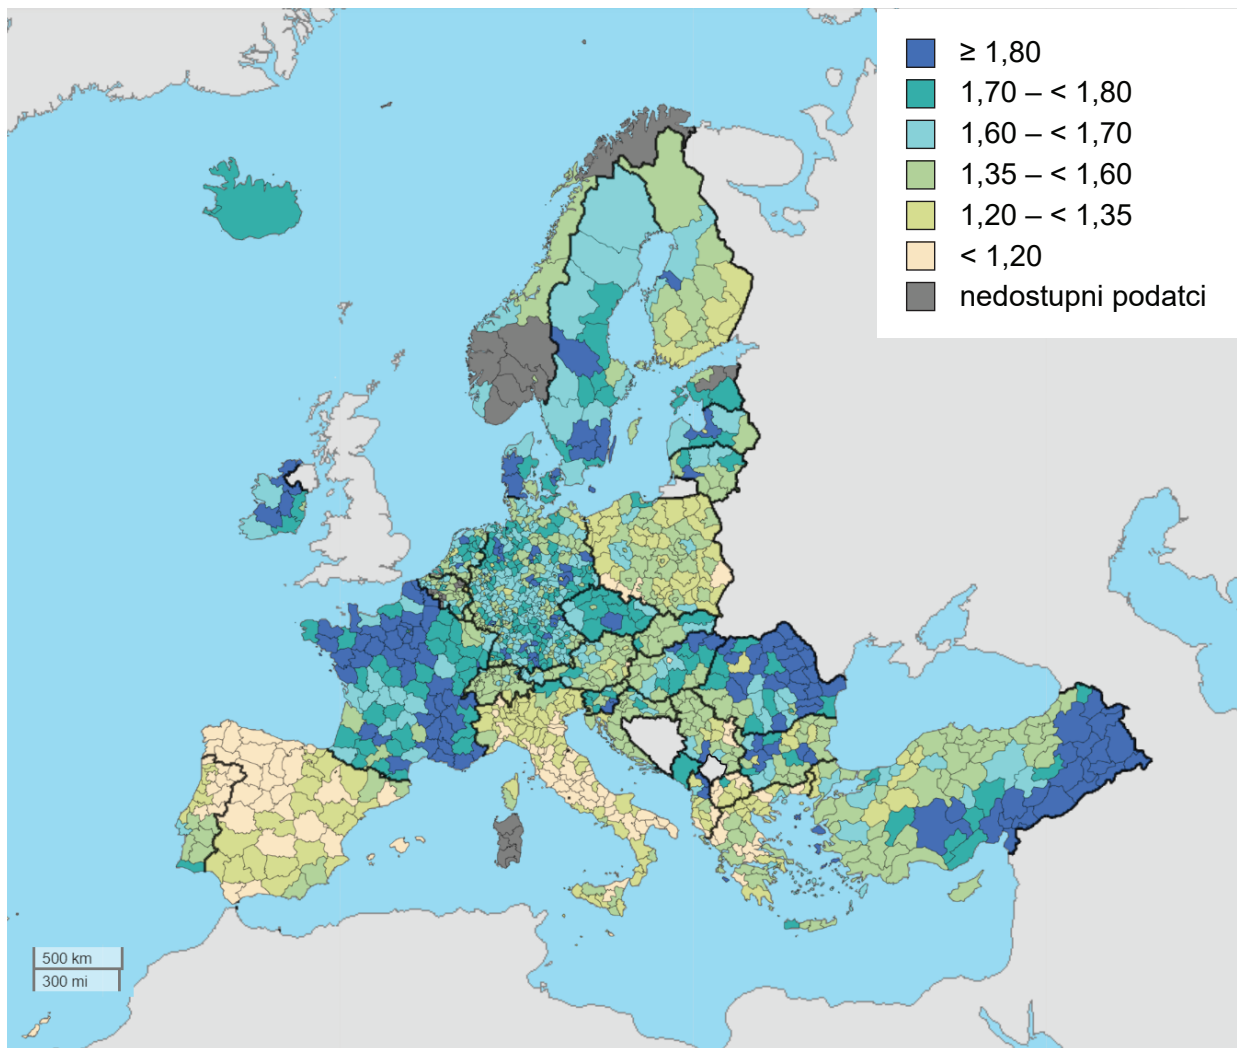 ≥ 1,80
1,70 – < 1,80
1,60 – < 1,70
1,35 – < 1,60
1,20 – < 1,35
< 1,20
nedostupni podatci
500 km
300 mi